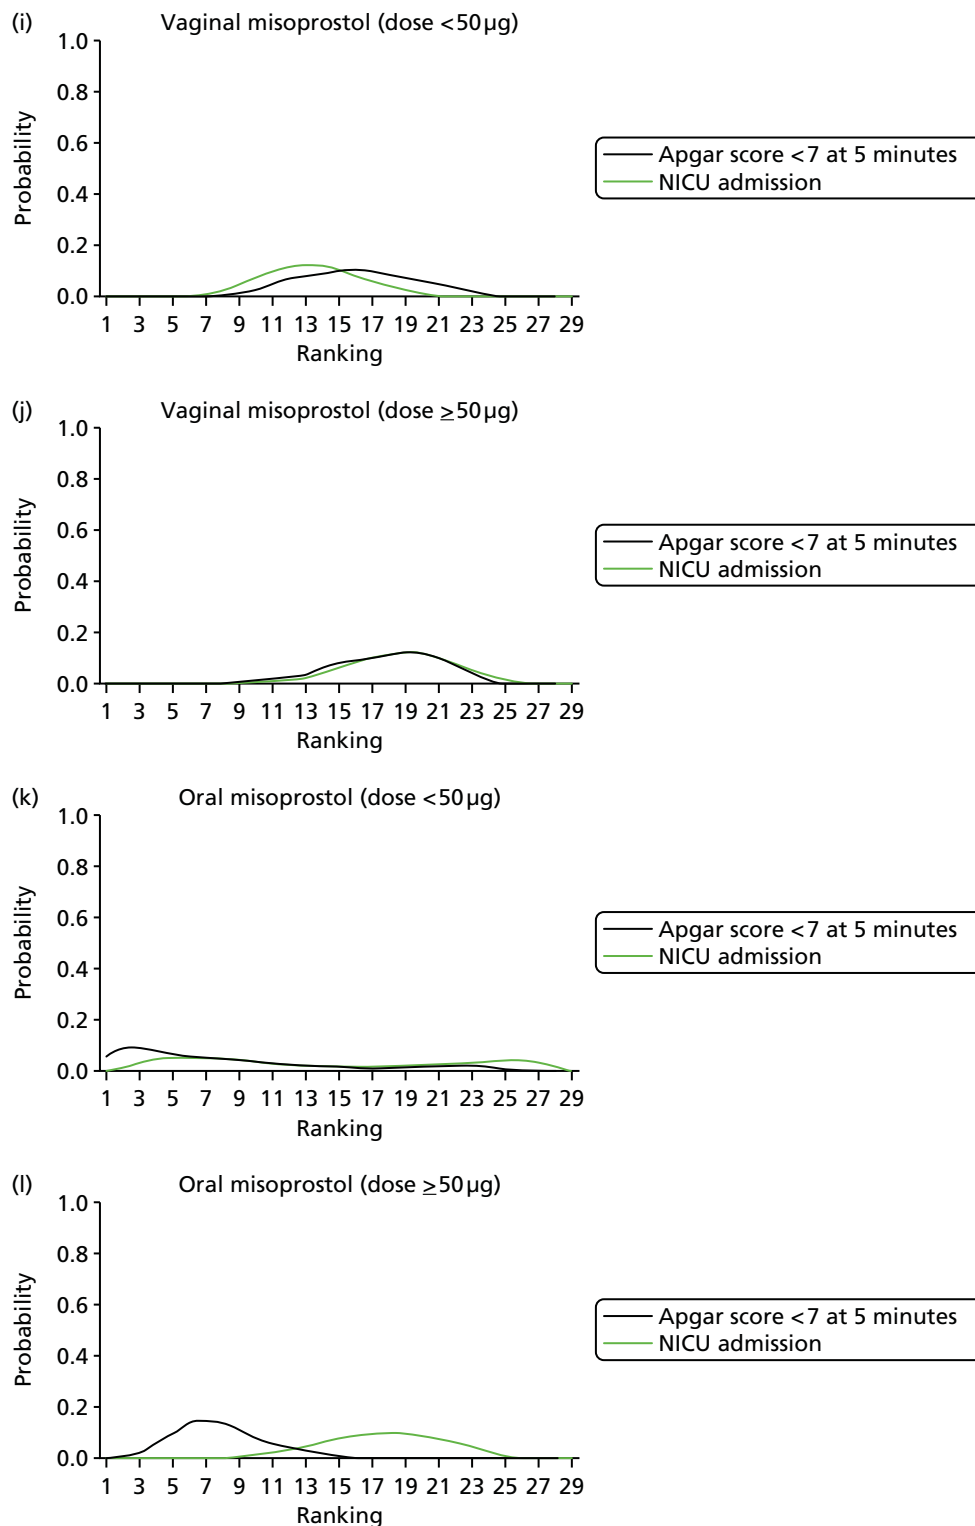 (i) Vaginal misoprostol (dose <50µg)
1.0
0.8
0.6
0.4
0.2
0.0
Probability
1 3 5 7 9 11 13 15 17 19 21 23 25 27 29
Ranking
Apgar score <7 at 5 minutes
NICU admission
(j) Vaginal misoprostol (dose ≥50µg)
1.0
0.8
0.6
0.4
0.2
0.0
Probability
1 3 5 7 9 11 13 15 17 19 21 23 25 27 29
Ranking
Apgar score <7 at 5 minutes
NICU admission
(k) Oral misoprostol (dose <50µg)
1.0
0.8
0.6
0.4
0.2
0.0
Probability
1 3 5 7 9 11 13 15 17 19 21 23 25 27 29
Ranking
Apgar score <7 at 5 minutes
NICU admission
(l) Oral misoprostol (dose ≥50µg)
1.0
0.8
0.6
0.4
0.2
0.0
Probability
1 3 5 7 9 11 13 15 17 19 21 23 25 27 29
Ranking
Apgar score <7 at 5 minutes
NICU admission